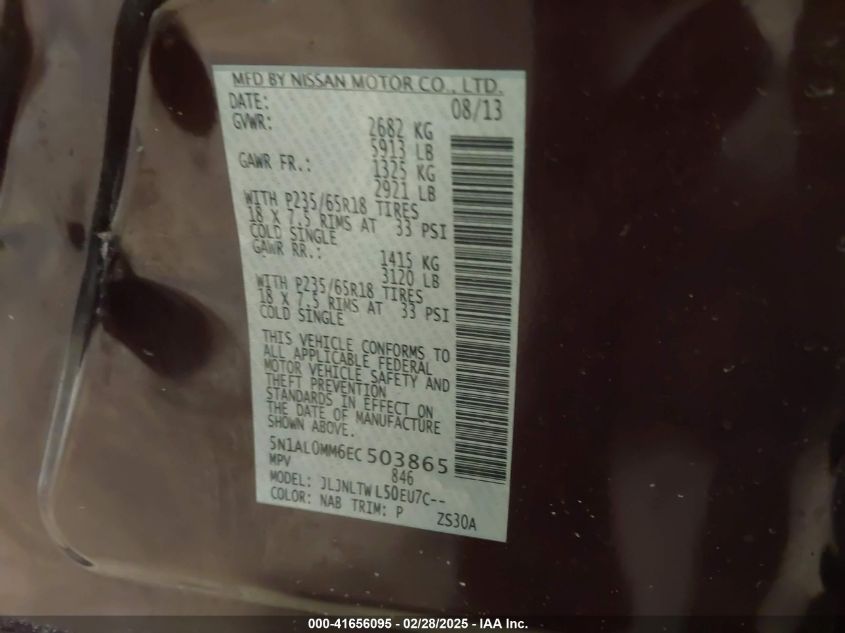 MFD BY NISSAN MOTOR CO., LTD.
DATE: 08/13
GVWR: 2682 KG
5913 LB
GAWR FR.: 1325 KG
2921 LB
WITH P235/65R18 TIRES
18 X 7.5 RIMS AT 33 PSI
COLD SINGLE
GAWR RR.: 1415 KG
3120 LB
WITH P235/65R18 TIRES
18 X 7.5 RIMS AT 33 PSI
COLD SINGLE
THIS VEHICLE CONFORMS TO
ALL APPLICABLE FEDERAL
MOTOR VEHICLE SAFETY AND
THEFT PREVENTION
STANDARDS IN EFFECT ON
THE DATE OF MANUFACTURE
SHOWN ABOVE.
5N1AL0MM6EC503865
MPV 846
MODEL: JLJNLTWL50EU7C--
COLOR: NAB TRIM: P ZS30A
000-41656095 - 02/28/2025 - IAA Inc.